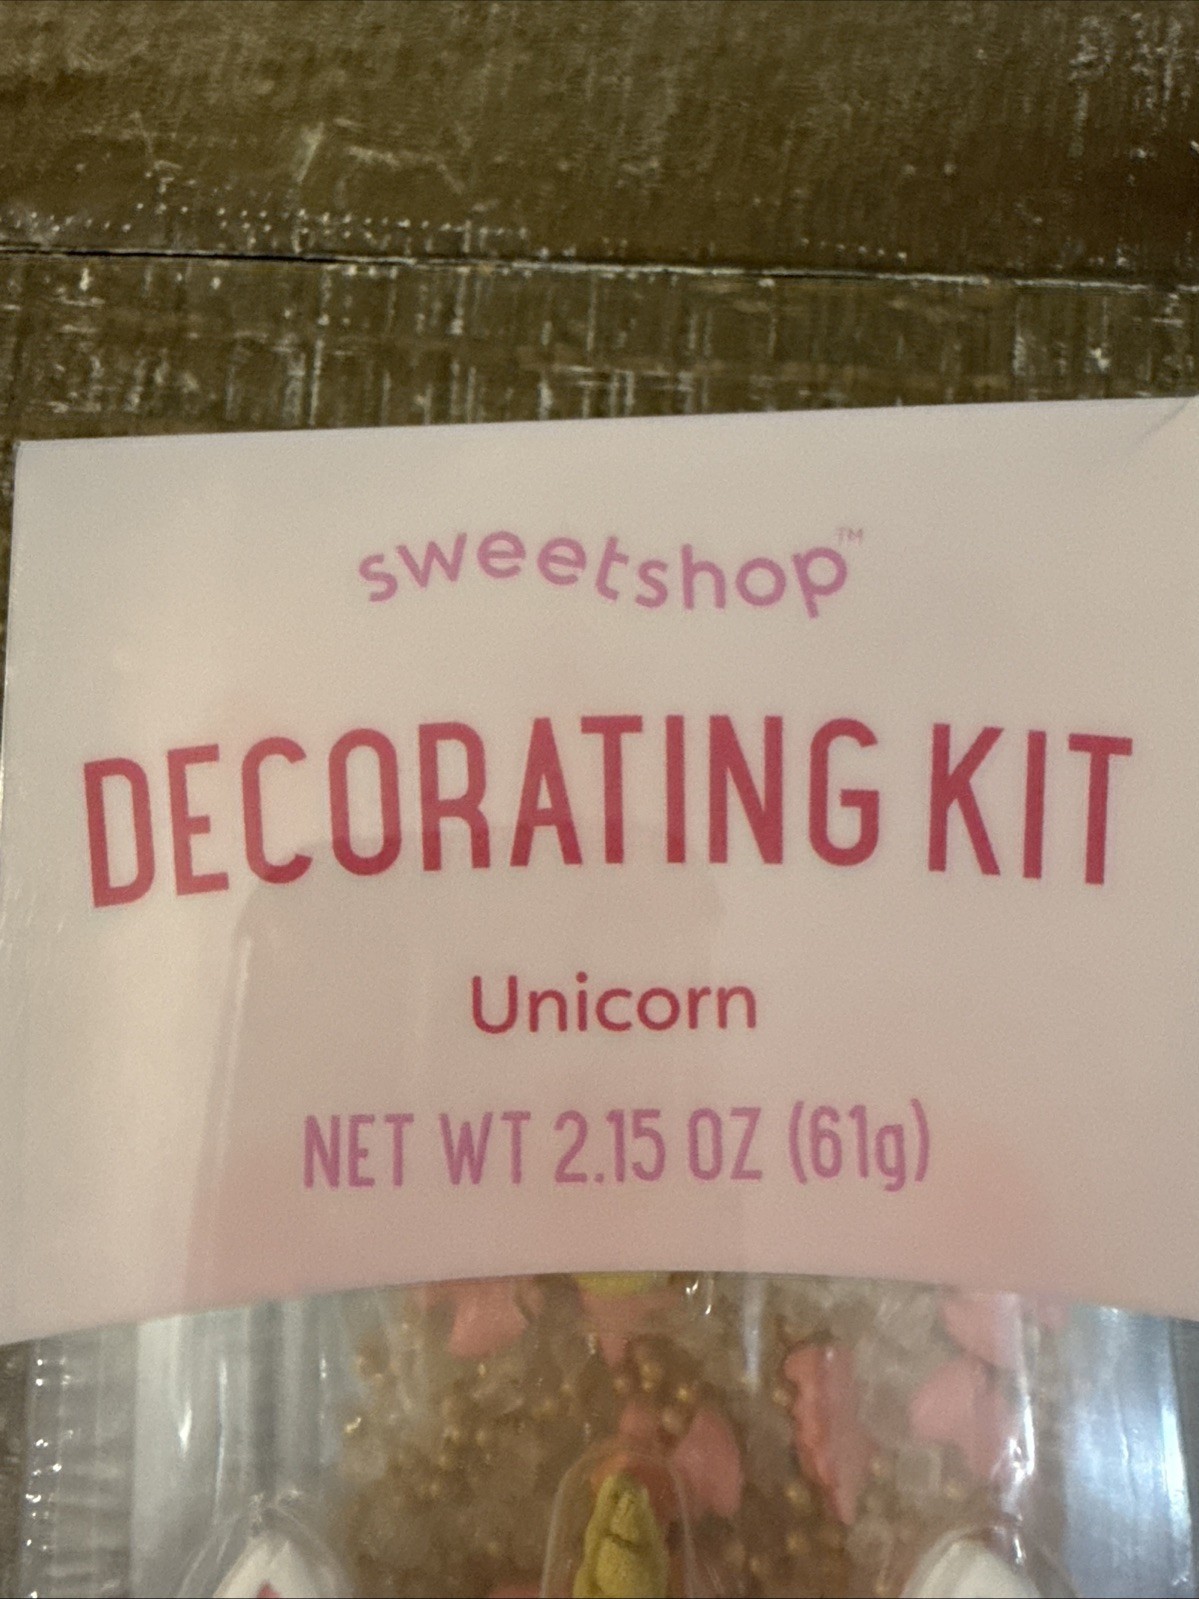 sweetshop™
DECORATING KIT
Unicorn
NET WT 2.15 OZ (61g)